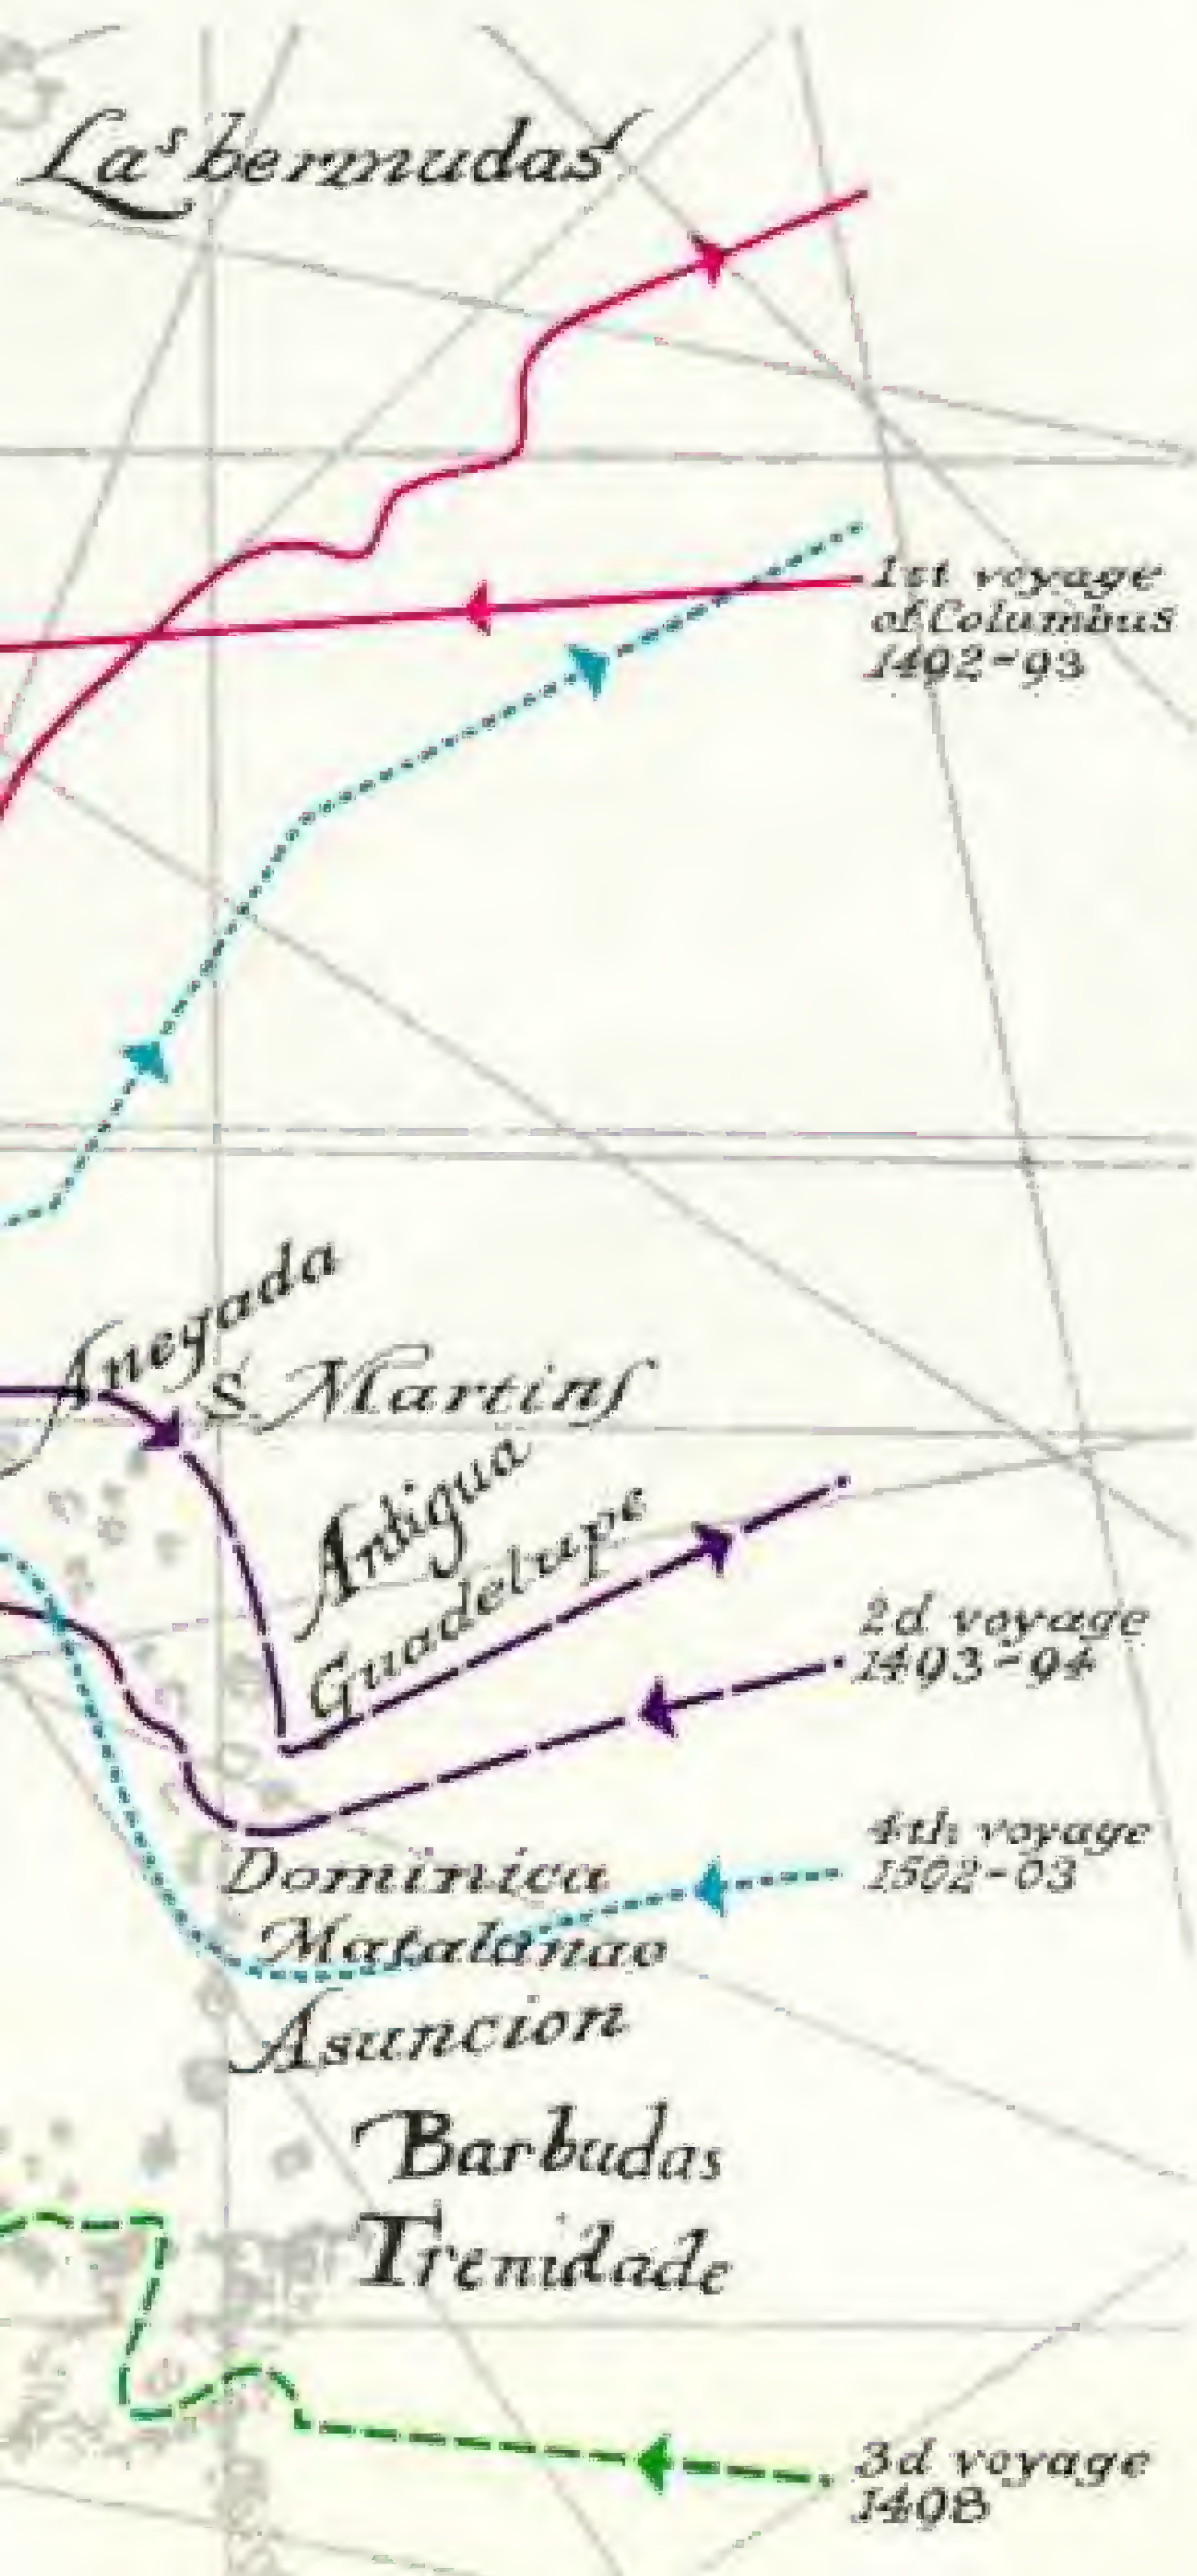 Las bermudas
1st voyage
of Columbus
1492-93
Anegada
S. Martins
Antigua
Guadelupe
2d voyage
1493-94
4th voyage
1502-03
Dominica
Matalinao
Asuncion
Barbudas
Trenidade
3d voyage
1498